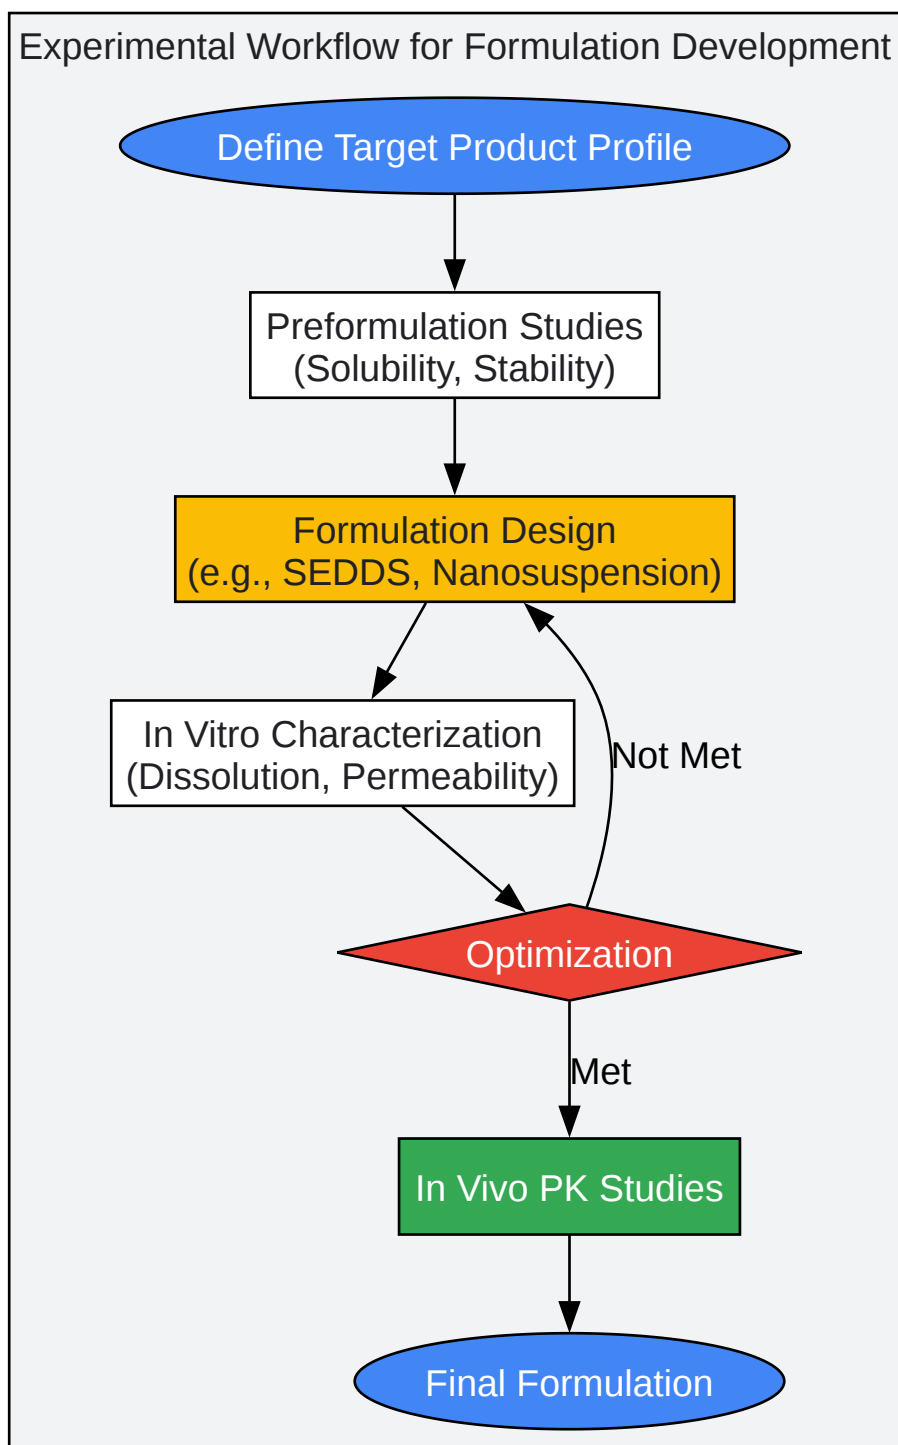 Experimental Workflow for Formulation Development
Define Target Product Profile
Preformulation Studies
(Solubility, Stability)
Formulation Design
(e.g., SEDDS, Nanosuspension)
In Vitro Characterization
(Dissolution, Permeability)
Not Met
Optimization
Met
In Vivo PK Studies
Final Formulation